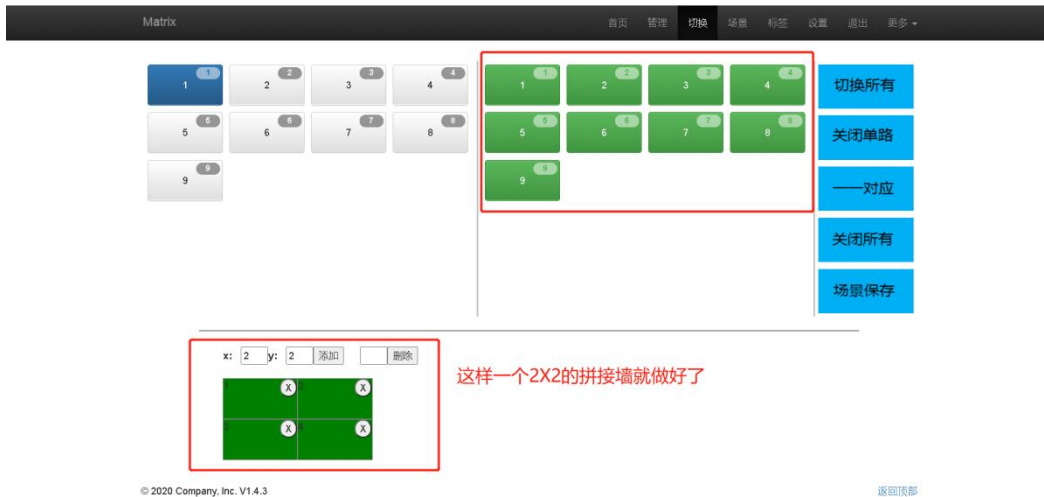 Matrix 首页 管理 切换 场景 标签 设置 退出 更多
1 1 2 2 3 3 4 4 1 1 2 2 3 3 4 4 切换所有
5 5 6 6 7 7 8 8 5 5 6 6 7 7 8 8 关闭单路
9 9 9 9 一一对应
关闭所有
场景保存
x: 2 y: 2 添加 删除
这样一个2X2的拼接墙就做好了
1 X 2 X
3 X 4 X
© 2020 Company, Inc. V1.4.3 返回顶部